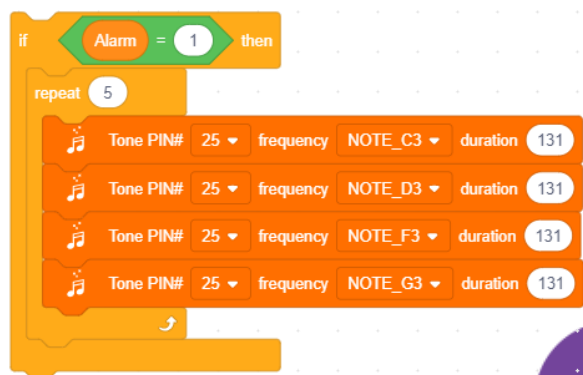 if Alarm = 1 then
repeat 5
Tone PIN# 25 frequency NOTE_C3 duration 131
Tone PIN# 25 frequency NOTE_D3 duration 131
Tone PIN# 25 frequency NOTE_F3 duration 131
Tone PIN# 25 frequency NOTE_G3 duration 131